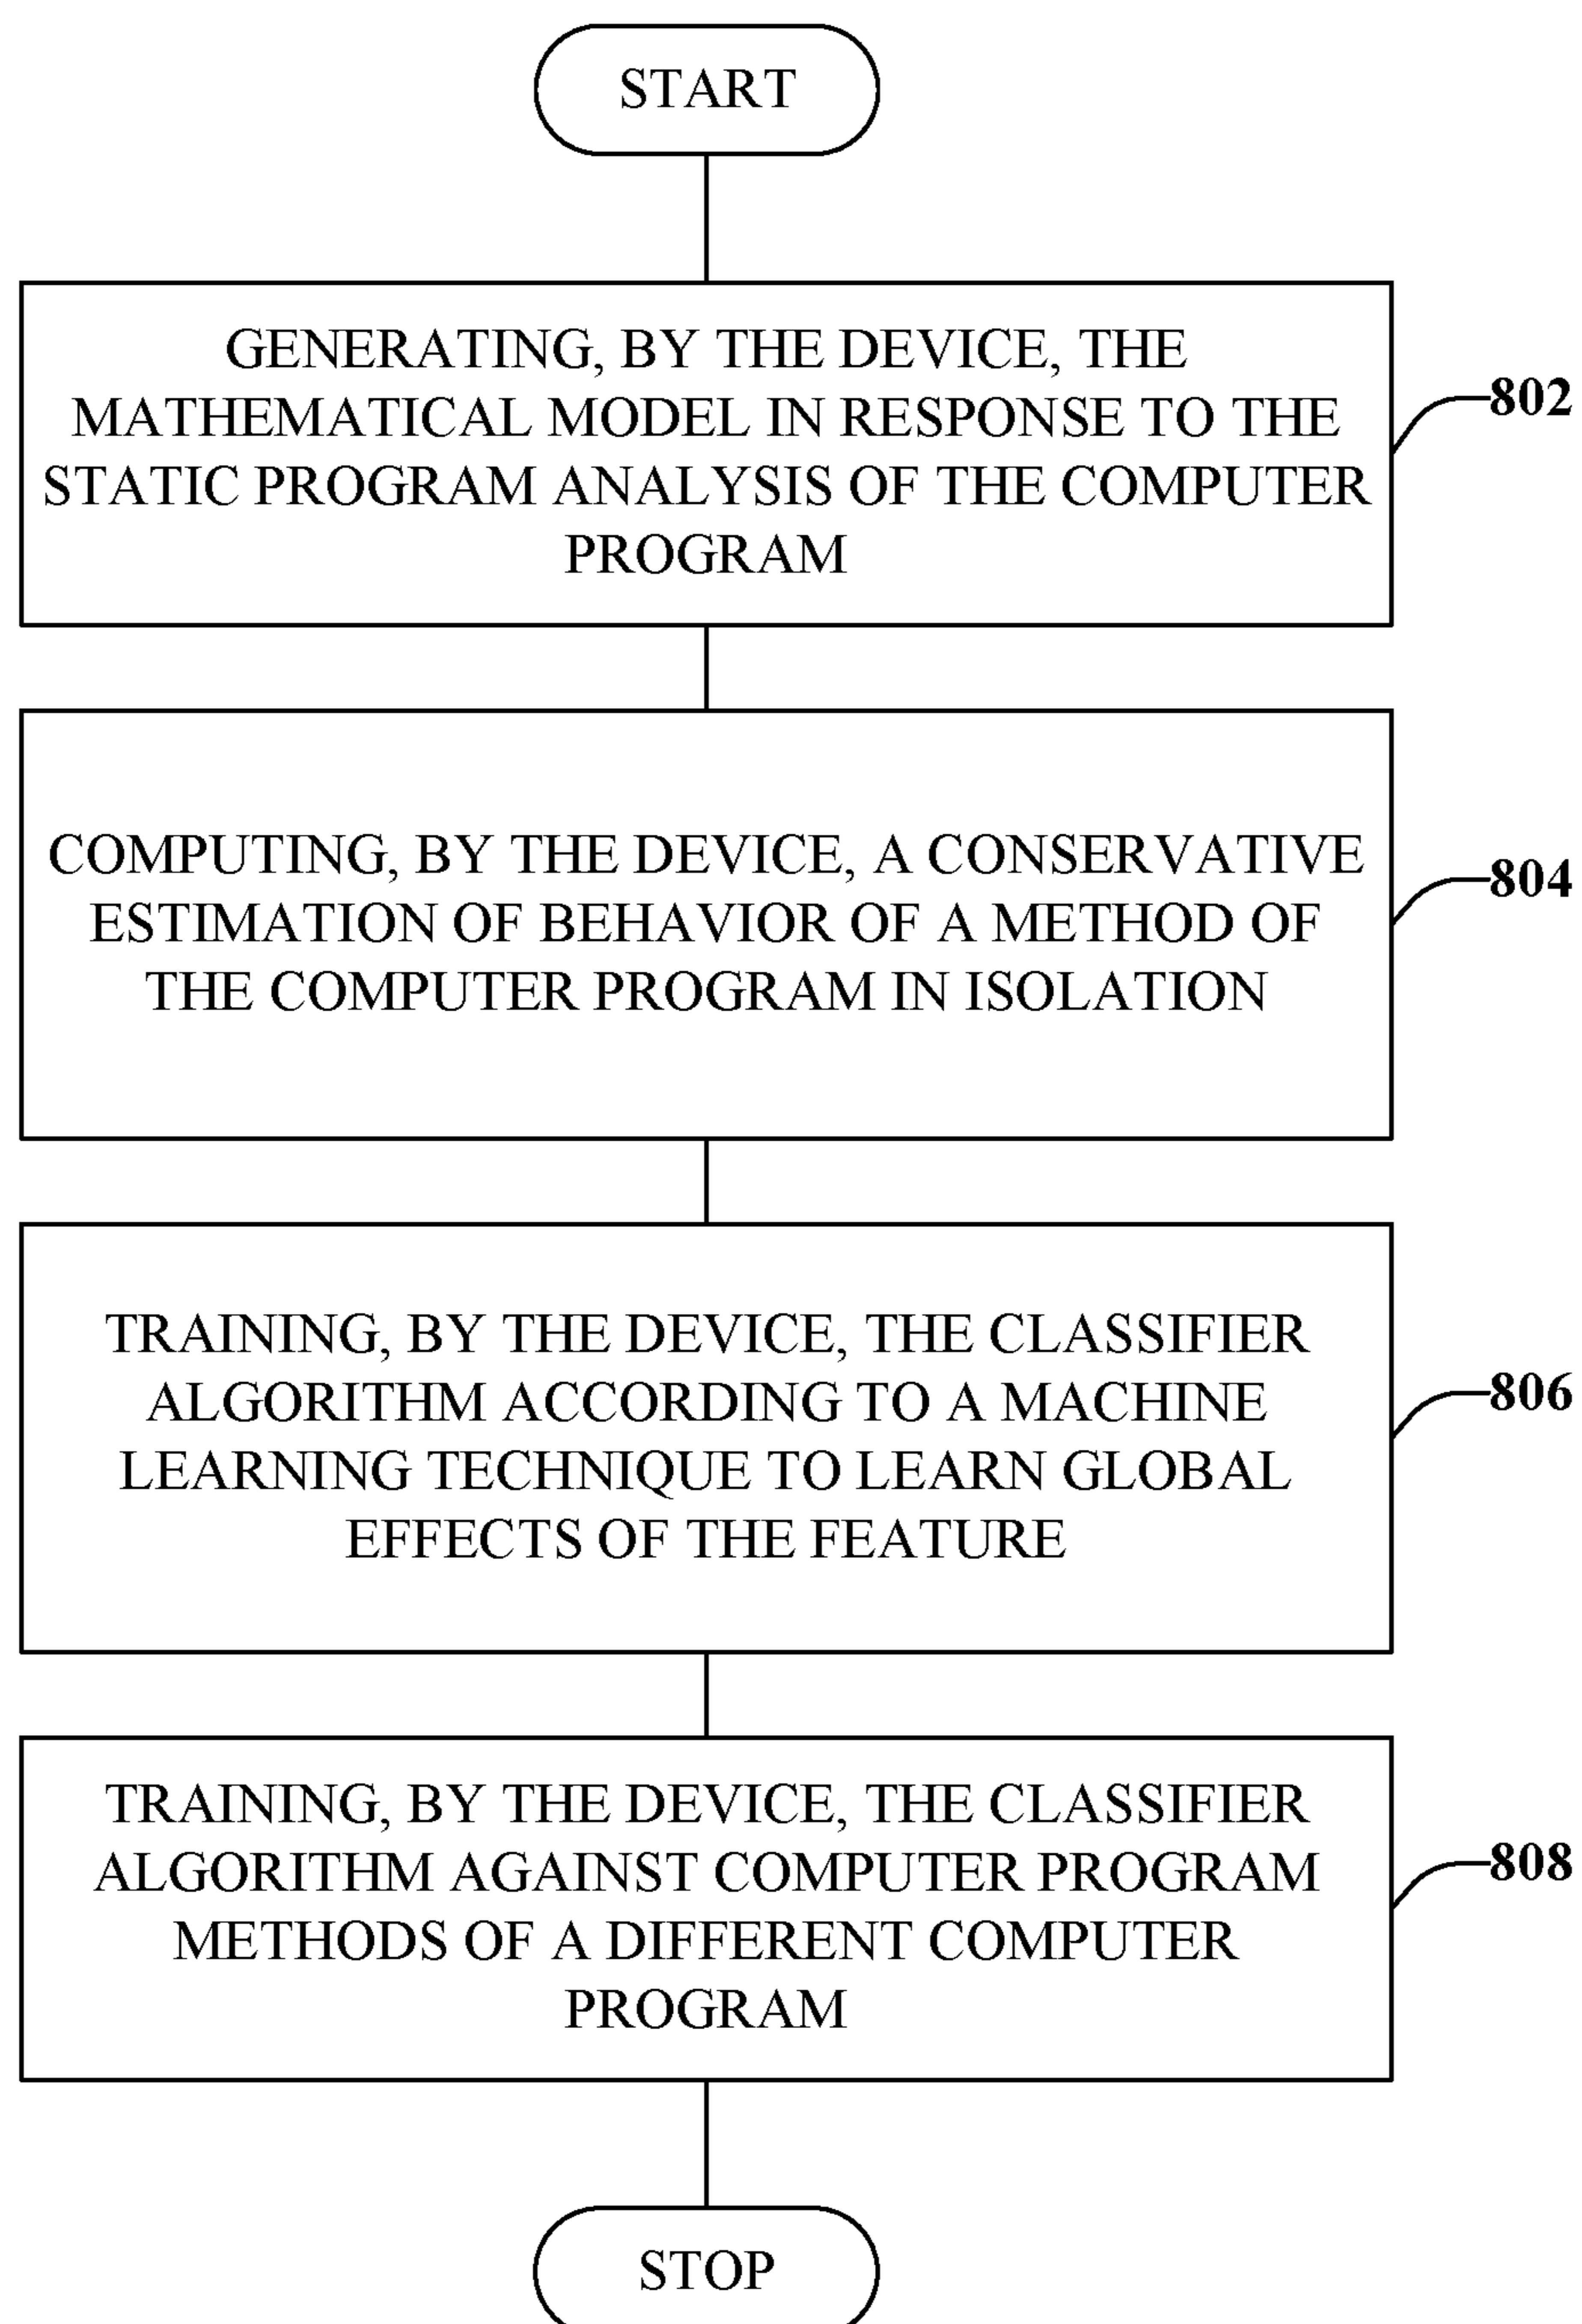 START
GENERATING, BY THE DEVICE, THE
MATHEMATICAL MODEL IN RESPONSE TO THE
STATIC PROGRAM ANALYSIS OF THE COMPUTER
PROGRAM
802
COMPUTING, BY THE DEVICE, A CONSERVATIVE
ESTIMATION OF BEHAVIOR OF A METHOD OF
THE COMPUTER PROGRAM IN ISOLATION
804
TRAINING, BY THE DEVICE, THE CLASSIFIER
ALGORITHM ACCORDING TO A MACHINE
LEARNING TECHNIQUE TO LEARN GLOBAL
EFFECTS OF THE FEATURE
806
TRAINING, BY THE DEVICE, THE CLASSIFIER
ALGORITHM AGAINST COMPUTER PROGRAM
METHODS OF A DIFFERENT COMPUTER
PROGRAM
808
STOP